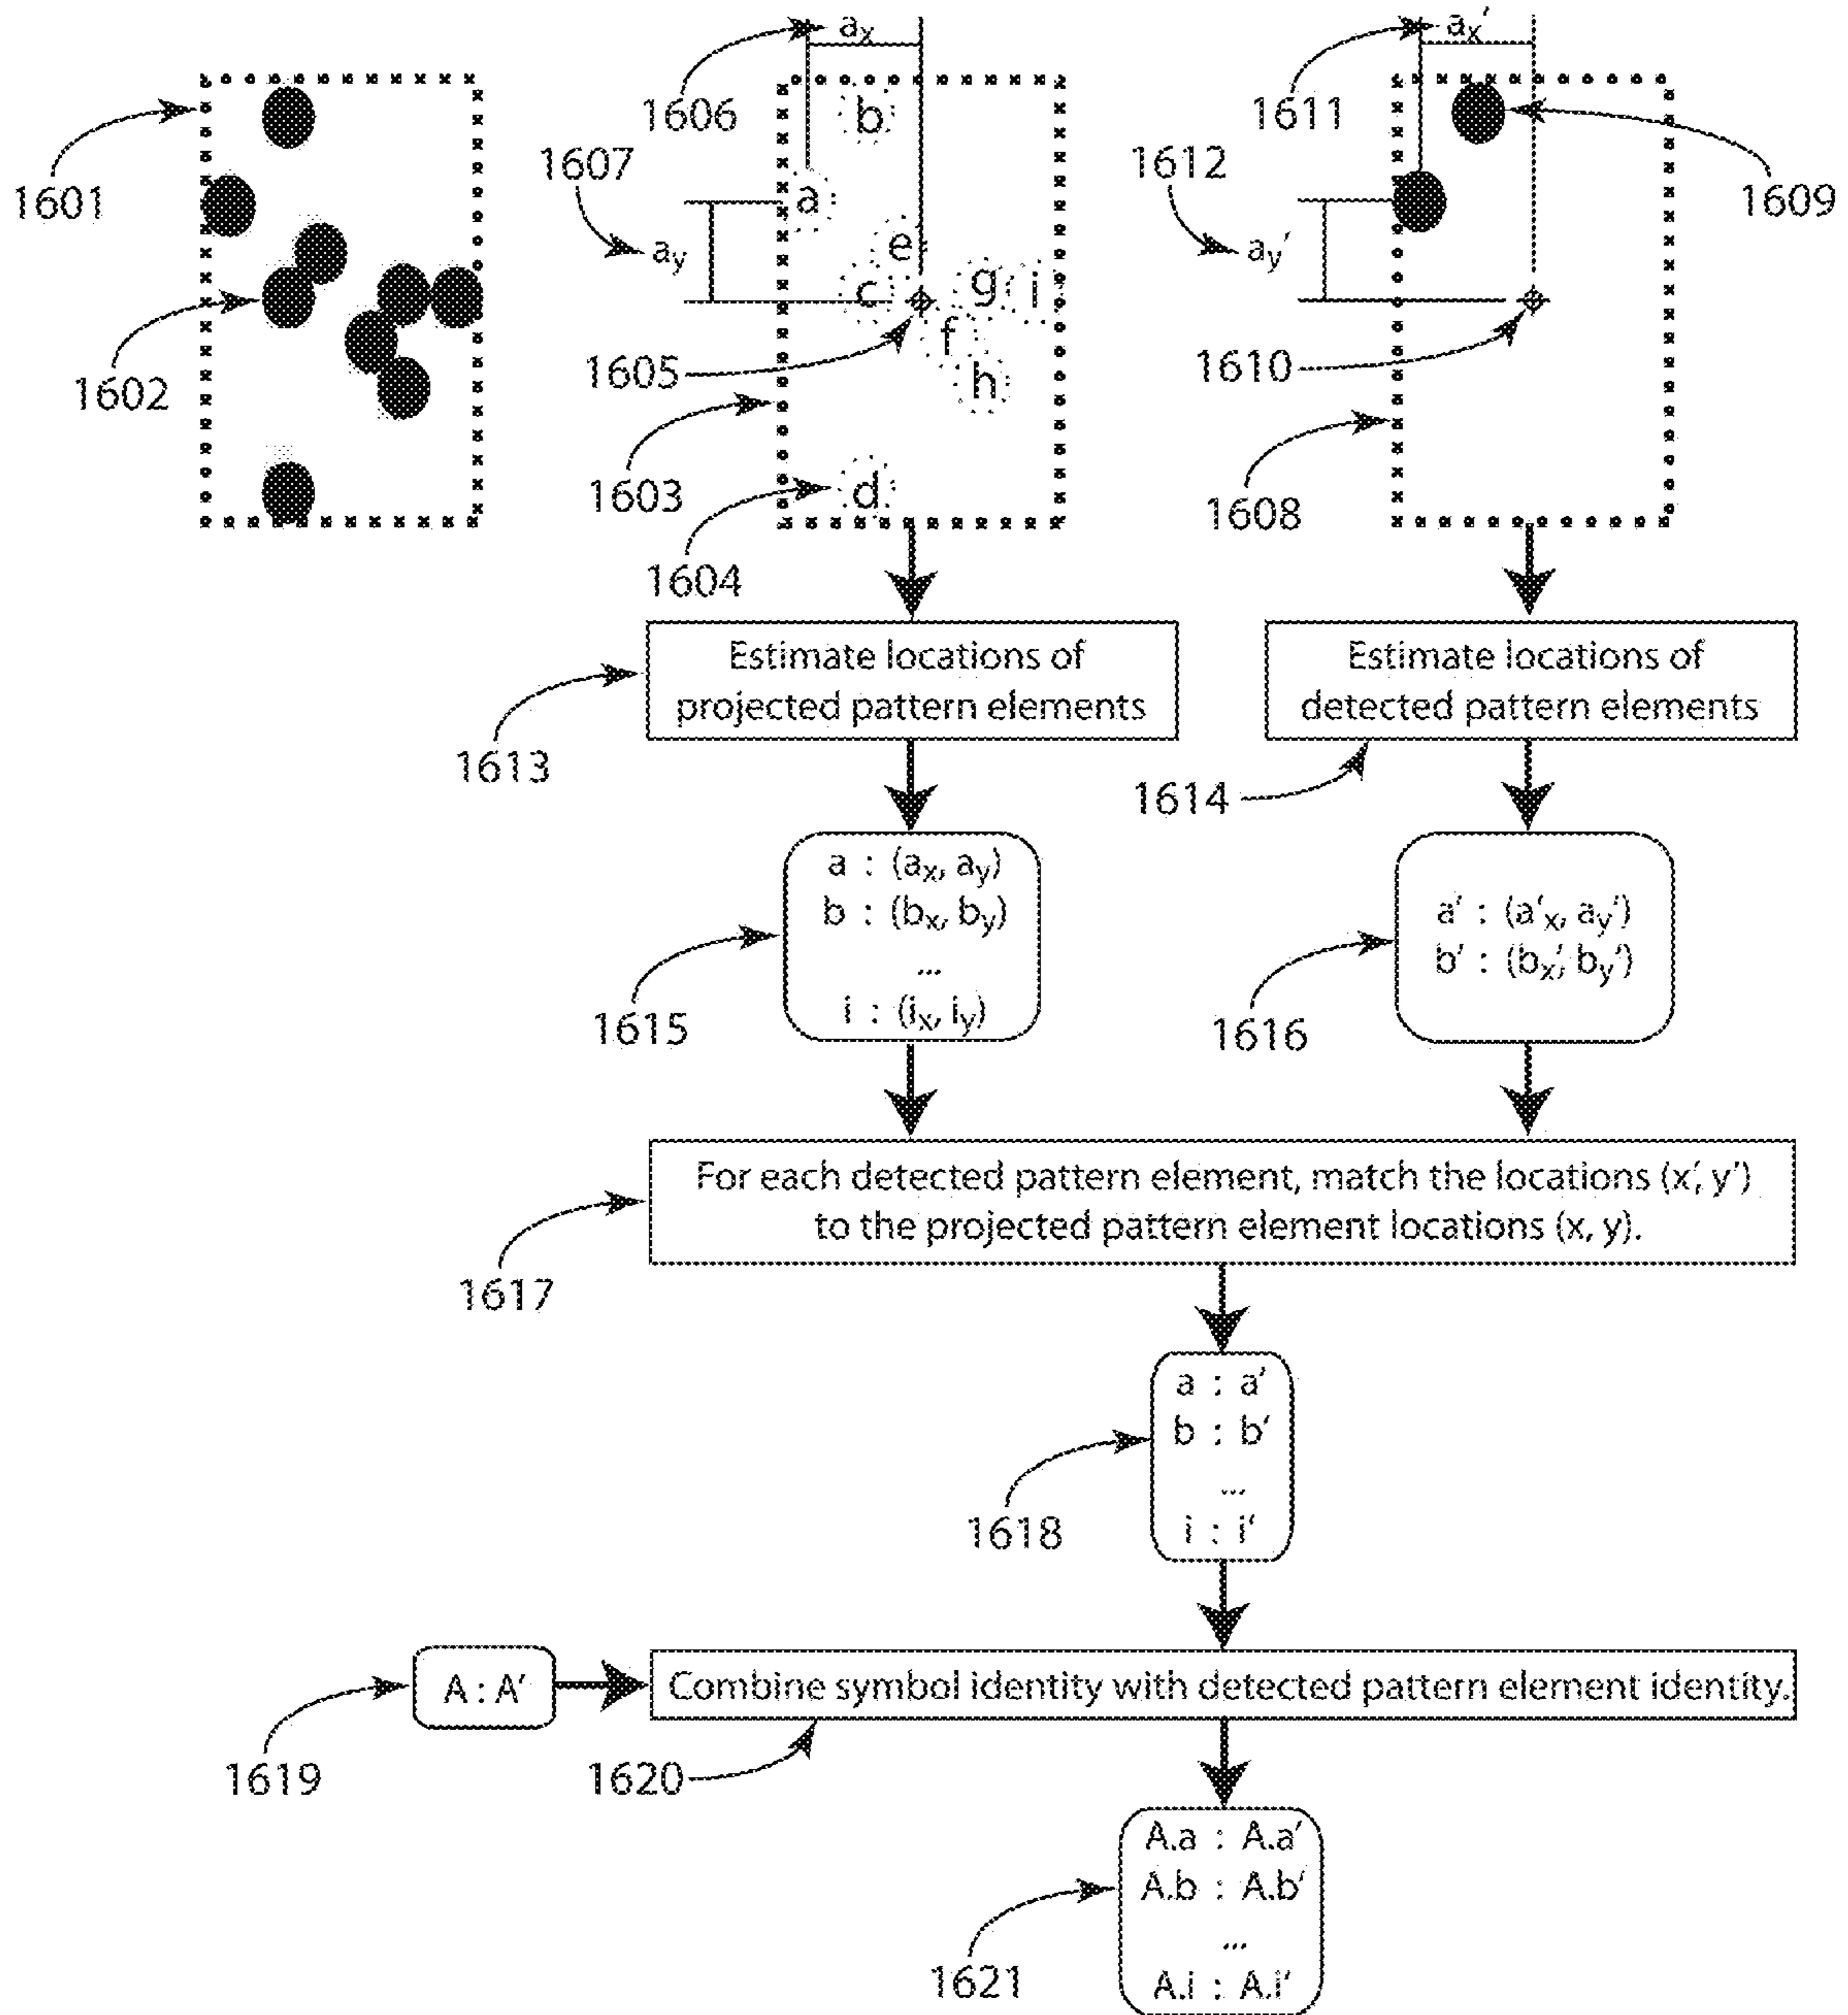 1601
1602
1606
a_x
1607
a_y
b
a
e
c
g
i
f
h
d
1605
1603
1604
1611
a_x'
1612
a_y'
1609
1610
1608
Estimate locations of
projected pattern elements
1613
Estimate locations of
detected pattern elements
1614
a : (a_x, a_y)
b : (b_x, b_y)
...
i : (i_x, i_y)
1615
a' : (a'_x, a_y')
b' : (b_x', b_y')
1616
For each detected pattern element, match the locations (x', y')
to the projected pattern element locations (x, y).
1617
a : a'
b : b'
...
i : i'
1618
A : A'
Combine symbol identity with detected pattern element identity.
1619
1620
A.a : A.a'
A.b : A.b'
...
A.i : A.i'
1621